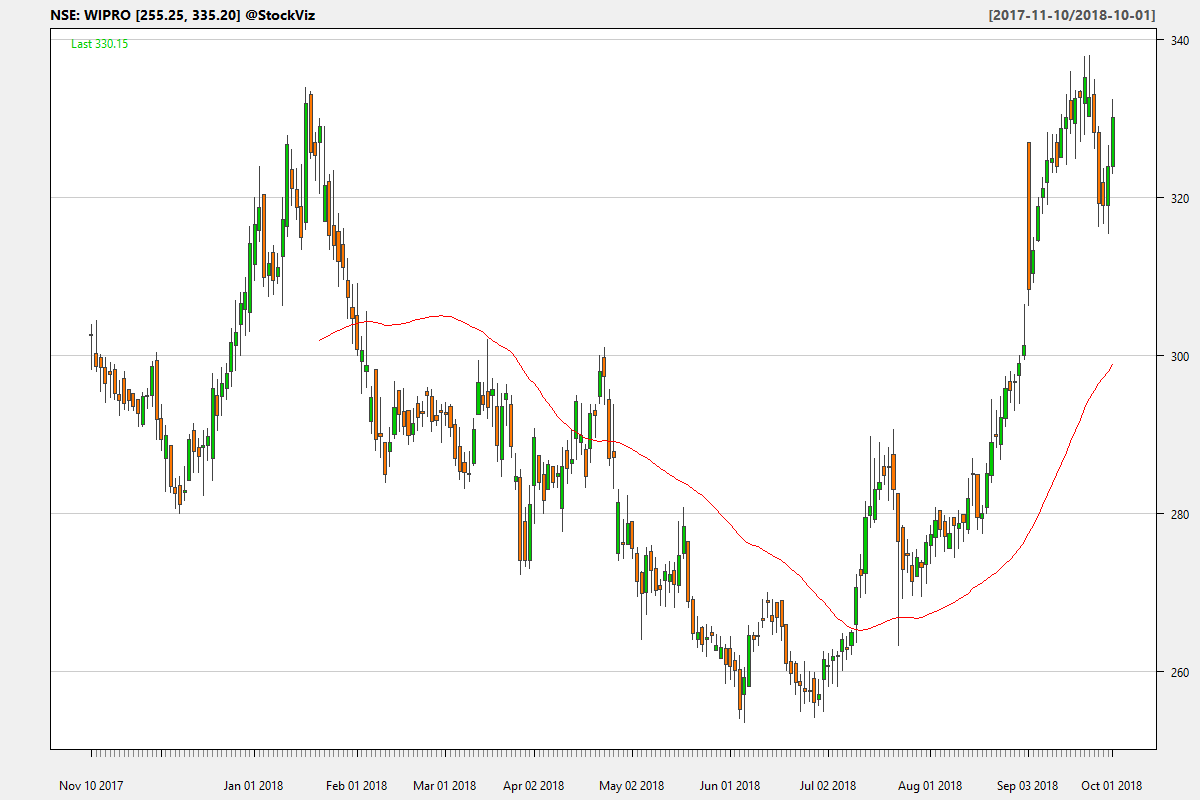 NSE: WIPRO [255.25, 335.20] @StockViz
[2017-11-10/2018-10-01]
Last 330.15
340
320
300
280
260
Nov 10 2017
Jan 01 2018
Feb 01 2018
Mar 01 2018
Apr 02 2018
May 02 2018
Jun 01 2018
Jul 02 2018
Aug 01 2018
Sep 03 2018
Oct 01 2018